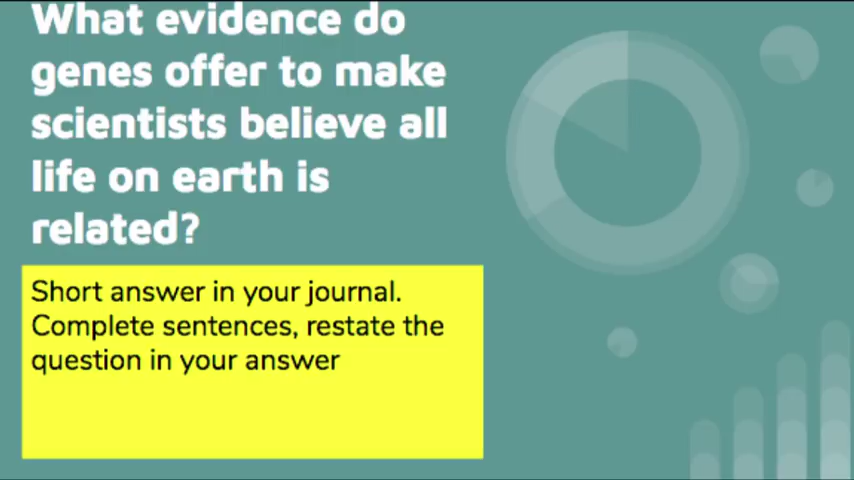 What evidence do
genes offer to make
scientists believe all
life on earth is
related?
Short answer in your journal.
Complete sentences, restate the
question in your answer